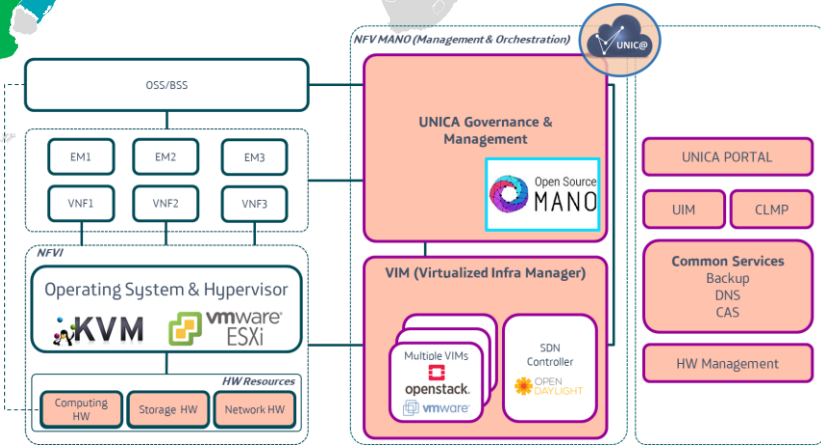 NFV MANO (Management & Orchestration)
UNIC@
OSS/BSS
EM1
EM2
EM3
VNF1
VNF2
VNF3
UNICA Governance &
Management
Open Source
MANO
NFVI
Operating System & Hypervisor
KVM
vmware®
ESXi
HW Resources
Computing
HW
Storage HW
Network HW
VIM (Virtualized Infra Manager)
Multiple VIMs
openstack.
vmware®
SDN
Controller
OPEN
DAYLIGHT
UNICA PORTAL
UIM
CLMP
Common Services
Backup
DNS
CAS
HW Management